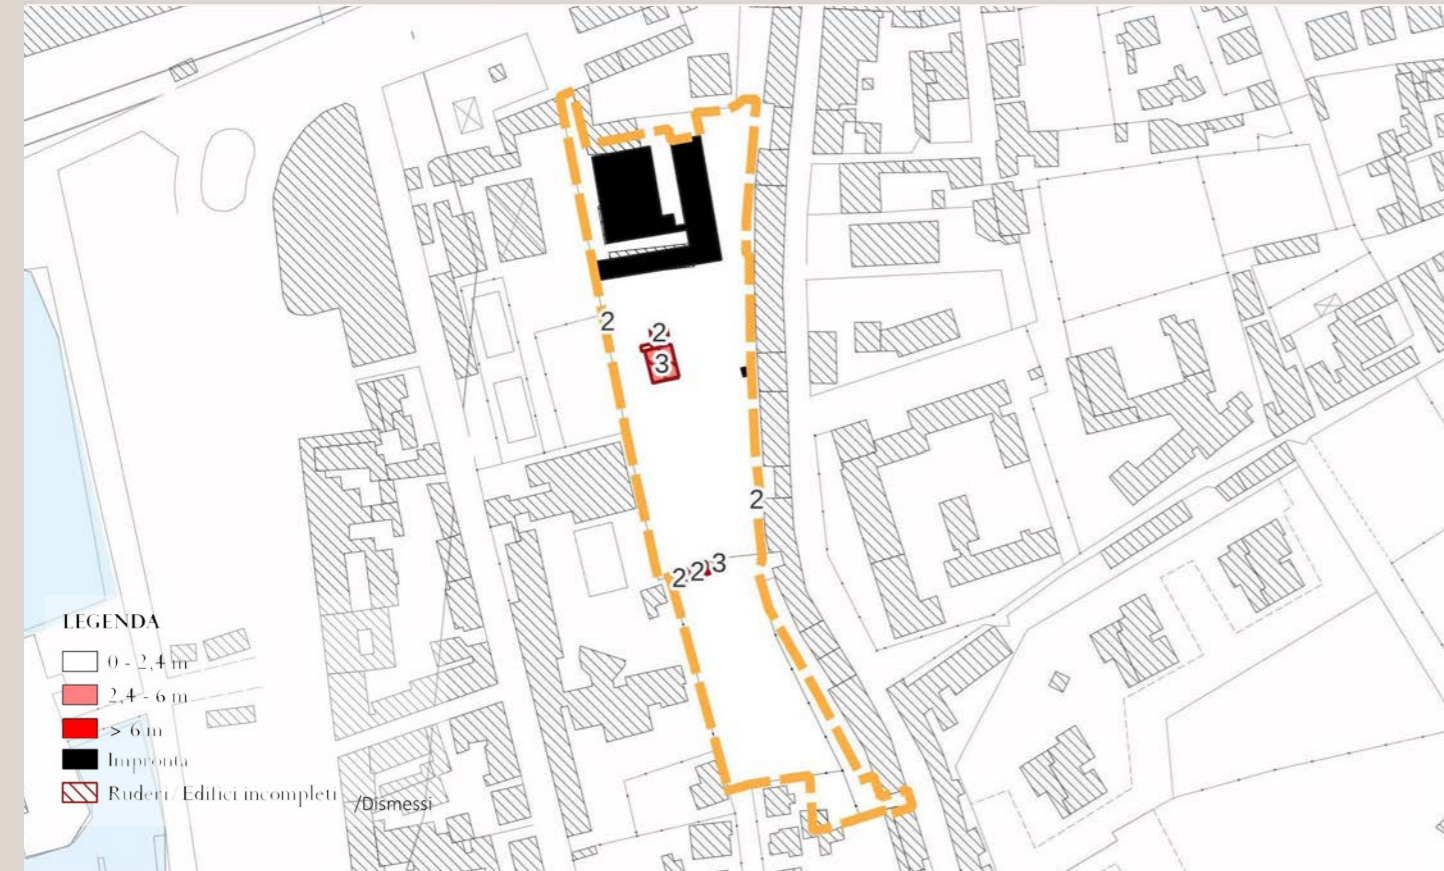 2
2
3
2
2 2 3
LEGENDA
0 - 2,4 m
2,4 - 6 m
> 6 m
Impronta
Ruderi / Edifici incompleti /Dismessi